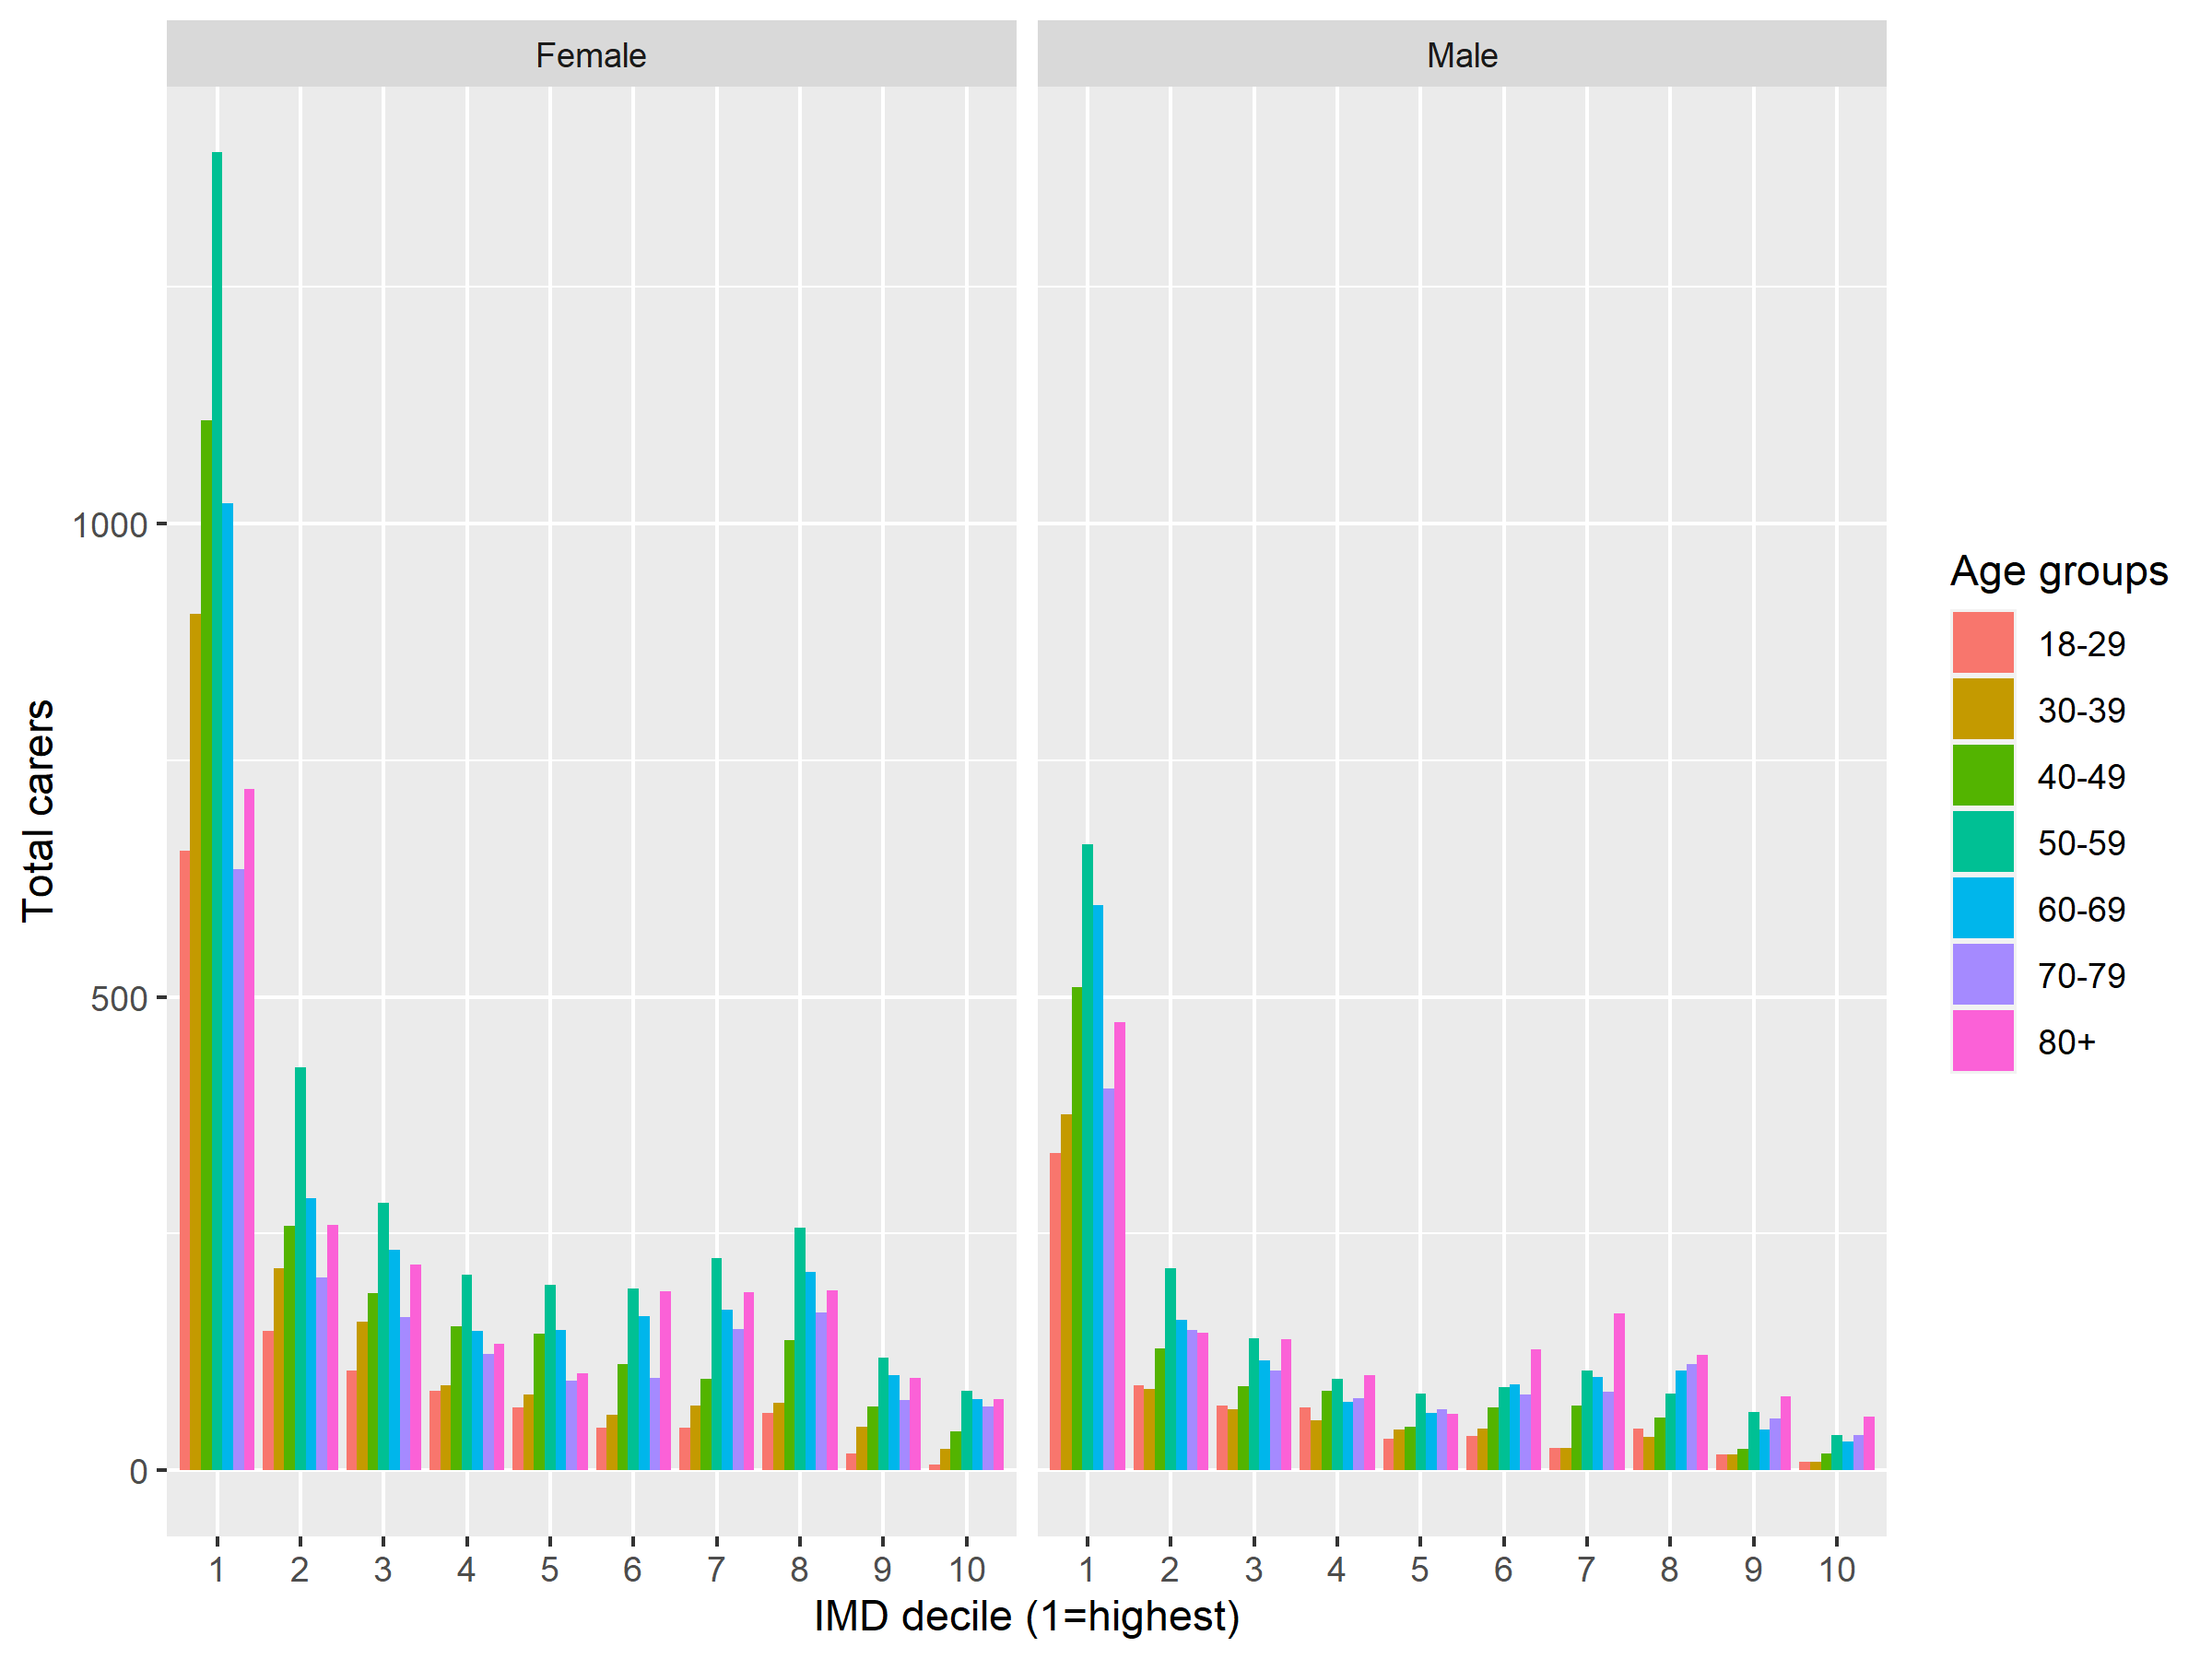 Female
Male
Total carers
1000
500
0
1 2 3 4 5 6 7 8 9 10
1 2 3 4 5 6 7 8 9 10
IMD decile (1=highest)
Age groups
18-29
30-39
40-49
50-59
60-69
70-79
80+